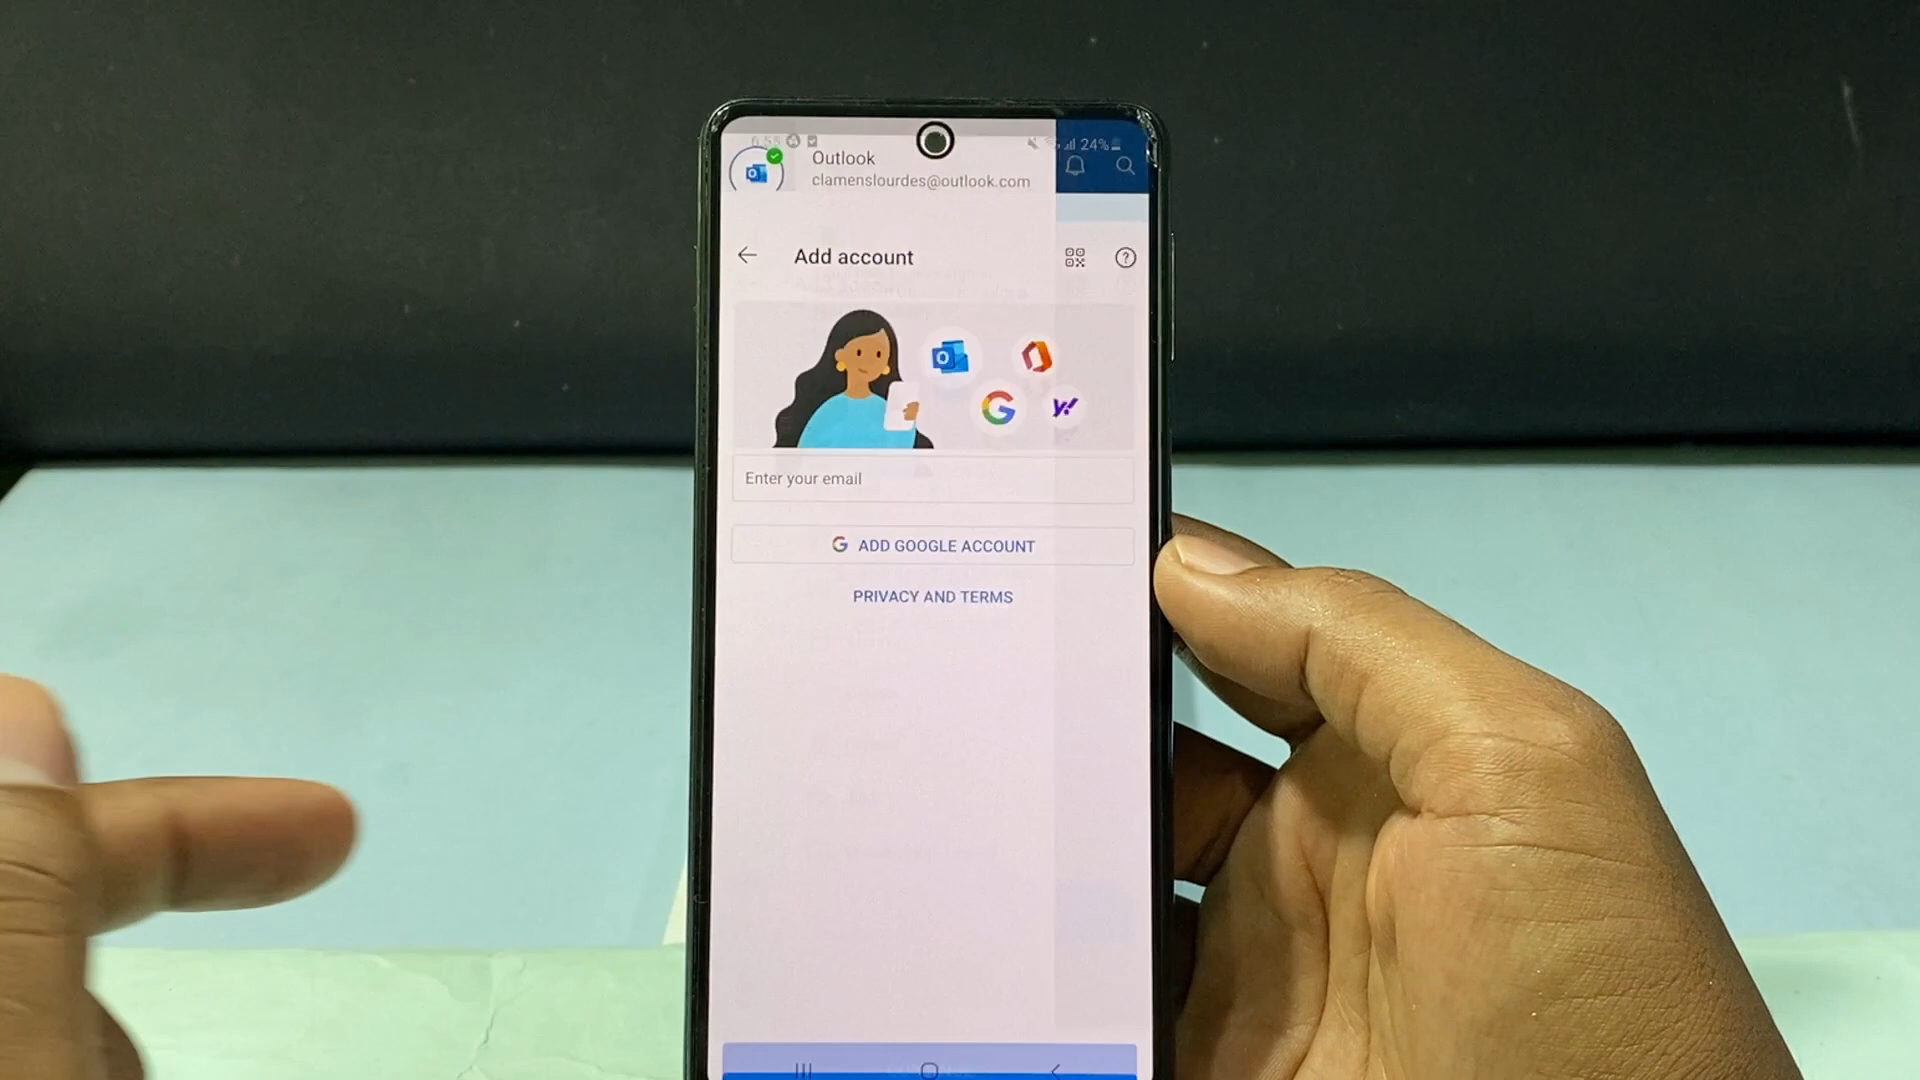 6:55
24%
Outlook
clamenslourdes@outlook.com
Add account
Enter your email
G ADD GOOGLE ACCOUNT
PRIVACY AND TERMS